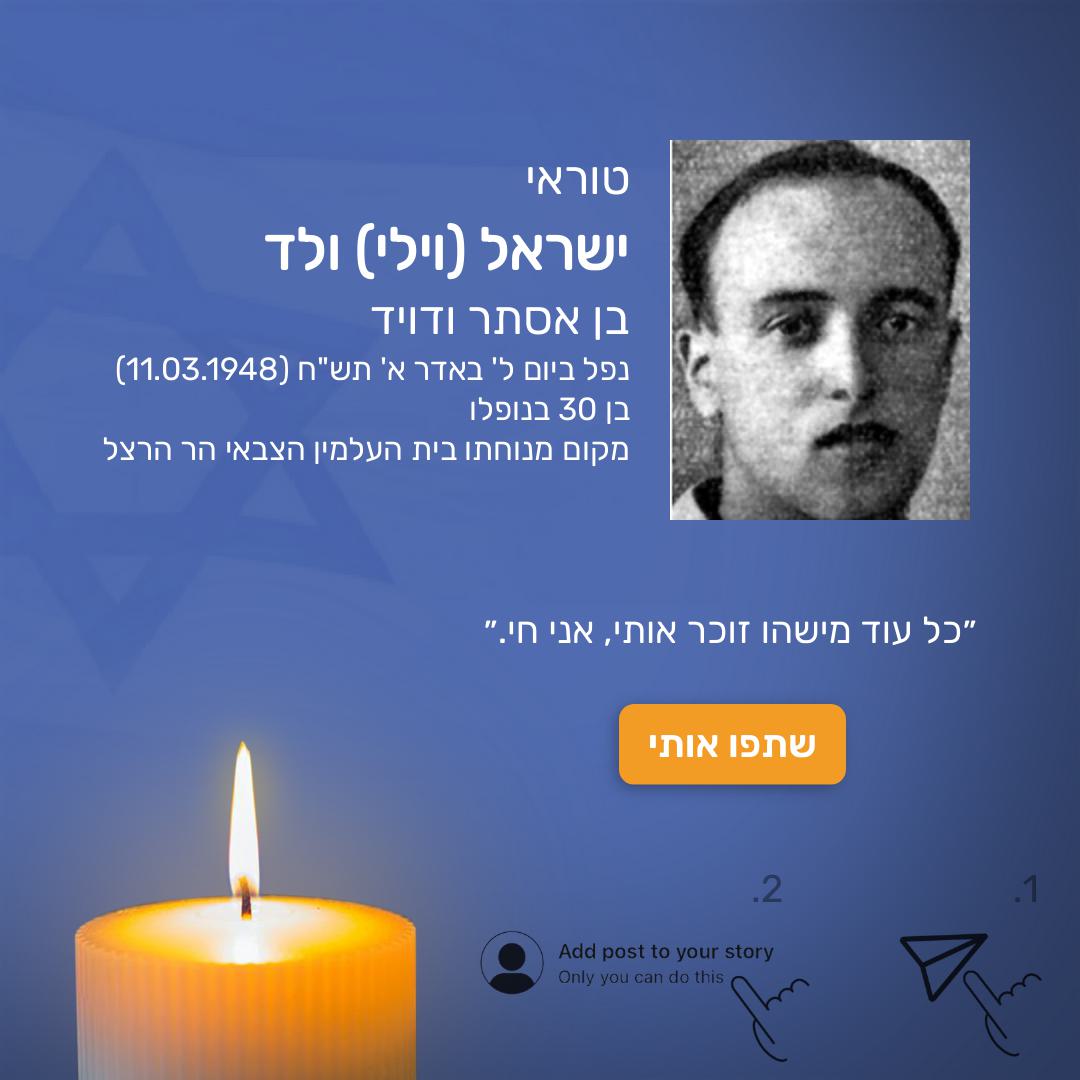 טוראי
ישראל (וילי) ולד
בן אסתר ודויד
נפל ביום ל' באדר א' תש"ח (11.03.1948)
בן 30 בנופלו
מקום מנוחתו בית העלמין הצבאי הר הרצל
״כל עוד מישהו זוכר אותי, אני חי.״
שתפו אותי
1.
2.
Add post to your story
Only you can do this